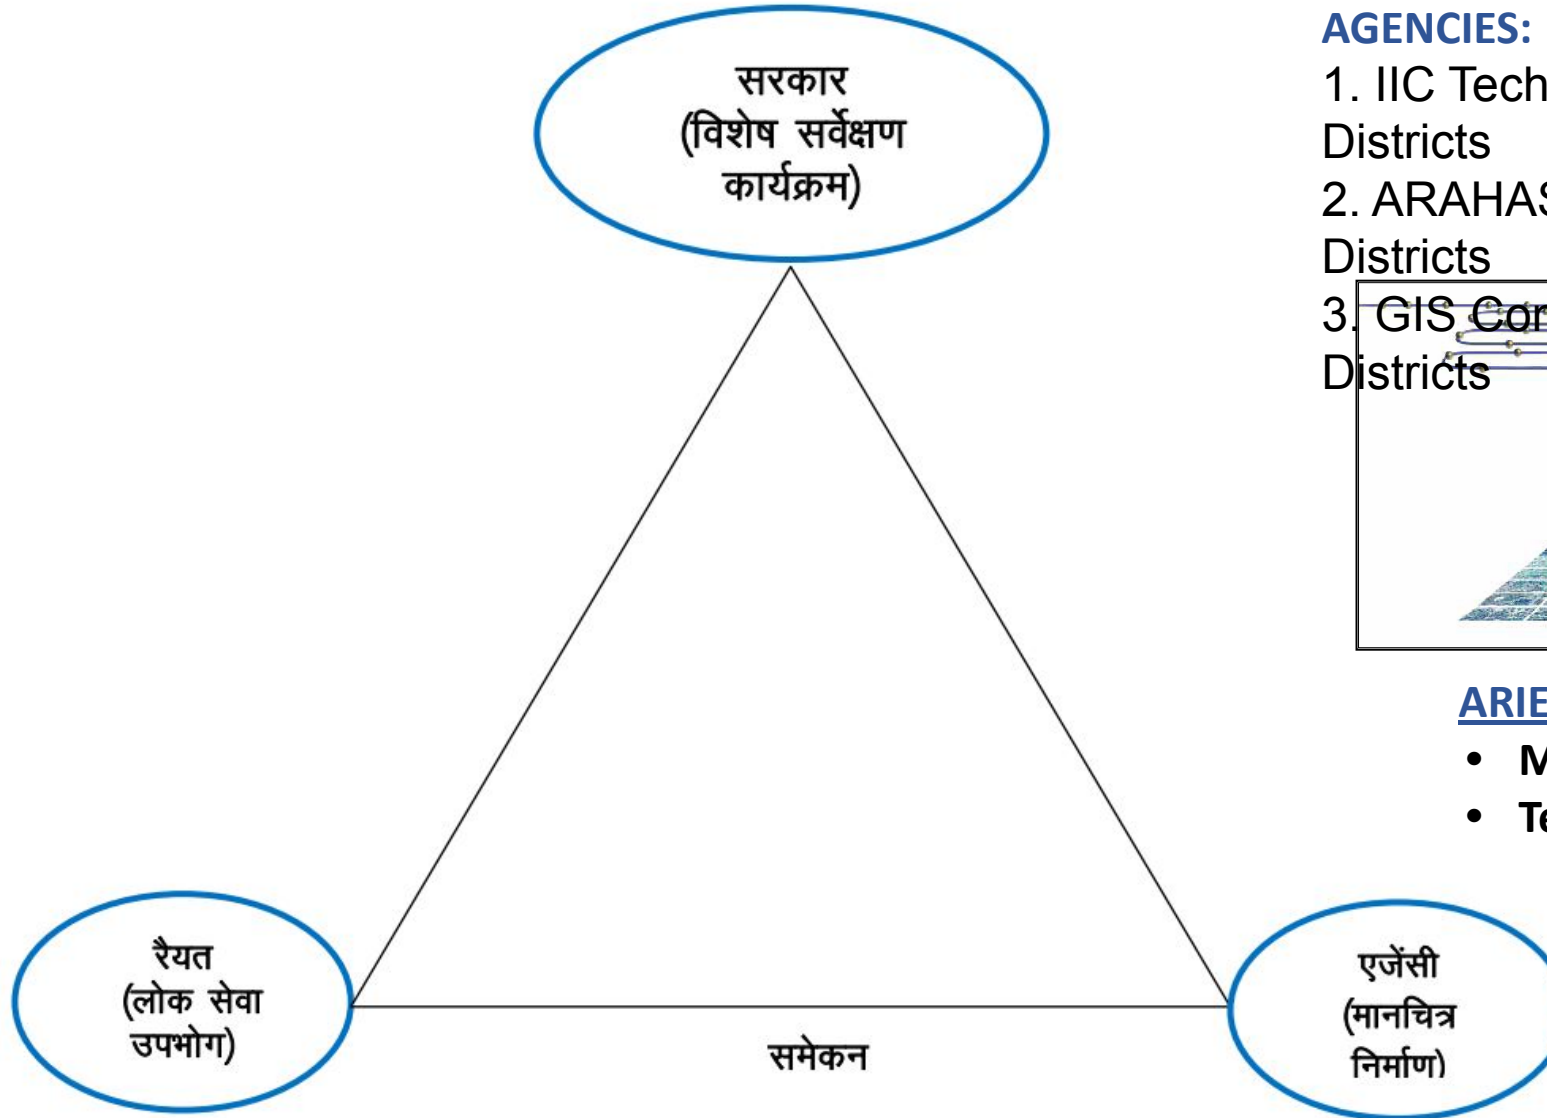 सरकार
(विशेष सर्वेक्षण
कार्यक्रम)
AGENCIES:
1. IIC Tech
Districts
2.
Districts
3. GIS
Districts
रैयत
(लोक सेवा
उपभोग)
समेकन
एजेंसी
(मानचित्र
निर्माण)